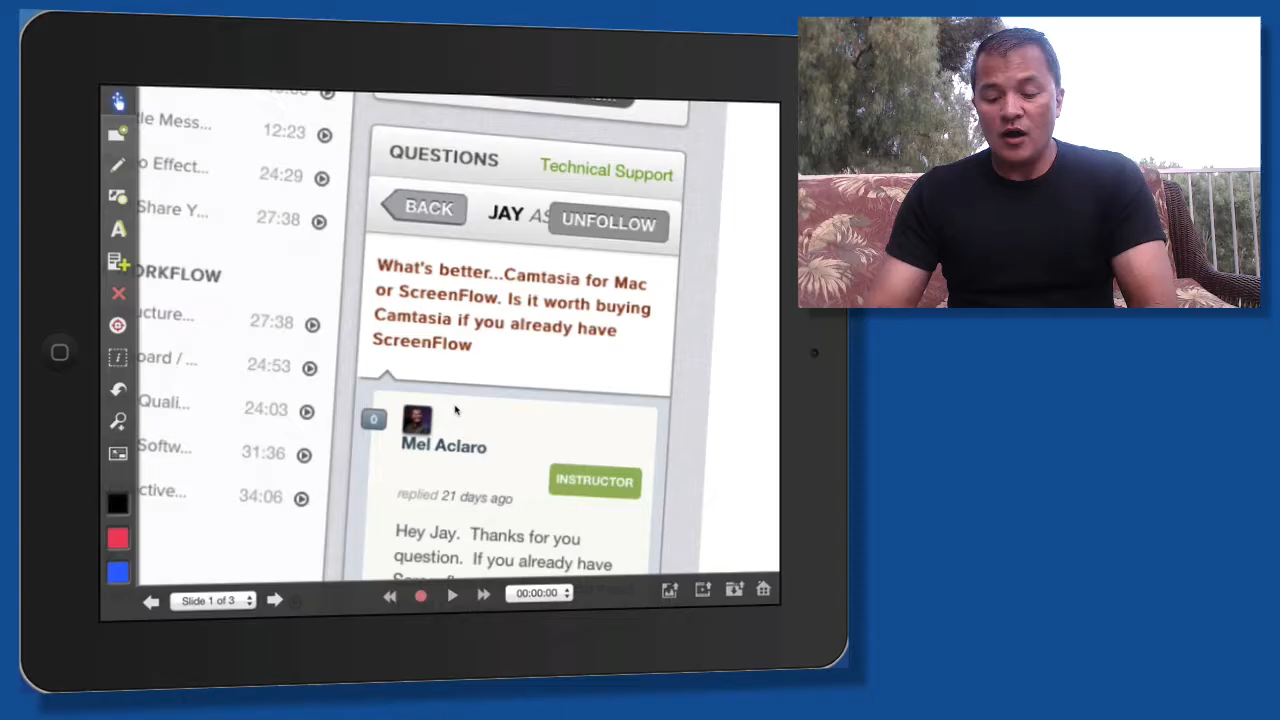 le Mess... 12:23
o Effect... 24:29
Share Y... 27:38
ORKFLOW
ucture... 27:38
oard / ... 24:53
Quali... 24:03
Softw... 31:36
ctive... 34:06
QUESTIONS Technical Support
BACK JAY AS UNFOLLOW
What's better...Camtasia for Mac
or ScreenFlow. Is it worth buying
Camtasia if you already have
ScreenFlow
0
Mel Aclaro
INSTRUCTOR
replied 21 days ago
Hey Jay. Thanks for you
question. If you already have
A
Slide 1 of 3
00:00:00